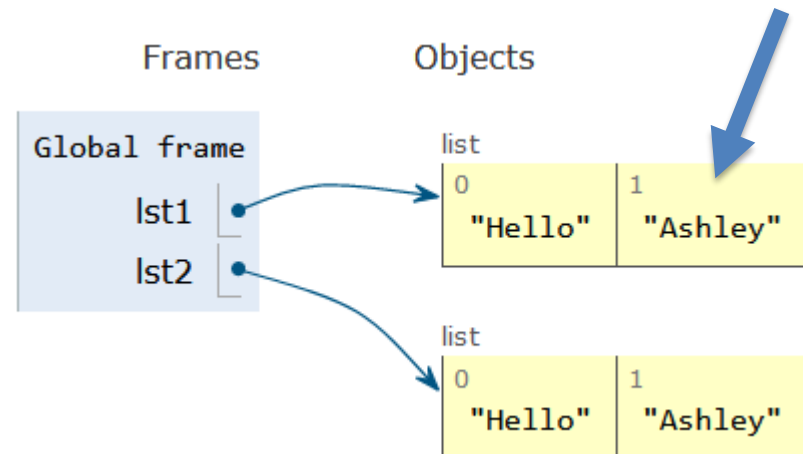 Frames Objects
Global frame
list
0 1
lst1 "Hello" "Ashley"
lst2
list
0 1
"Hello" "Ashley"